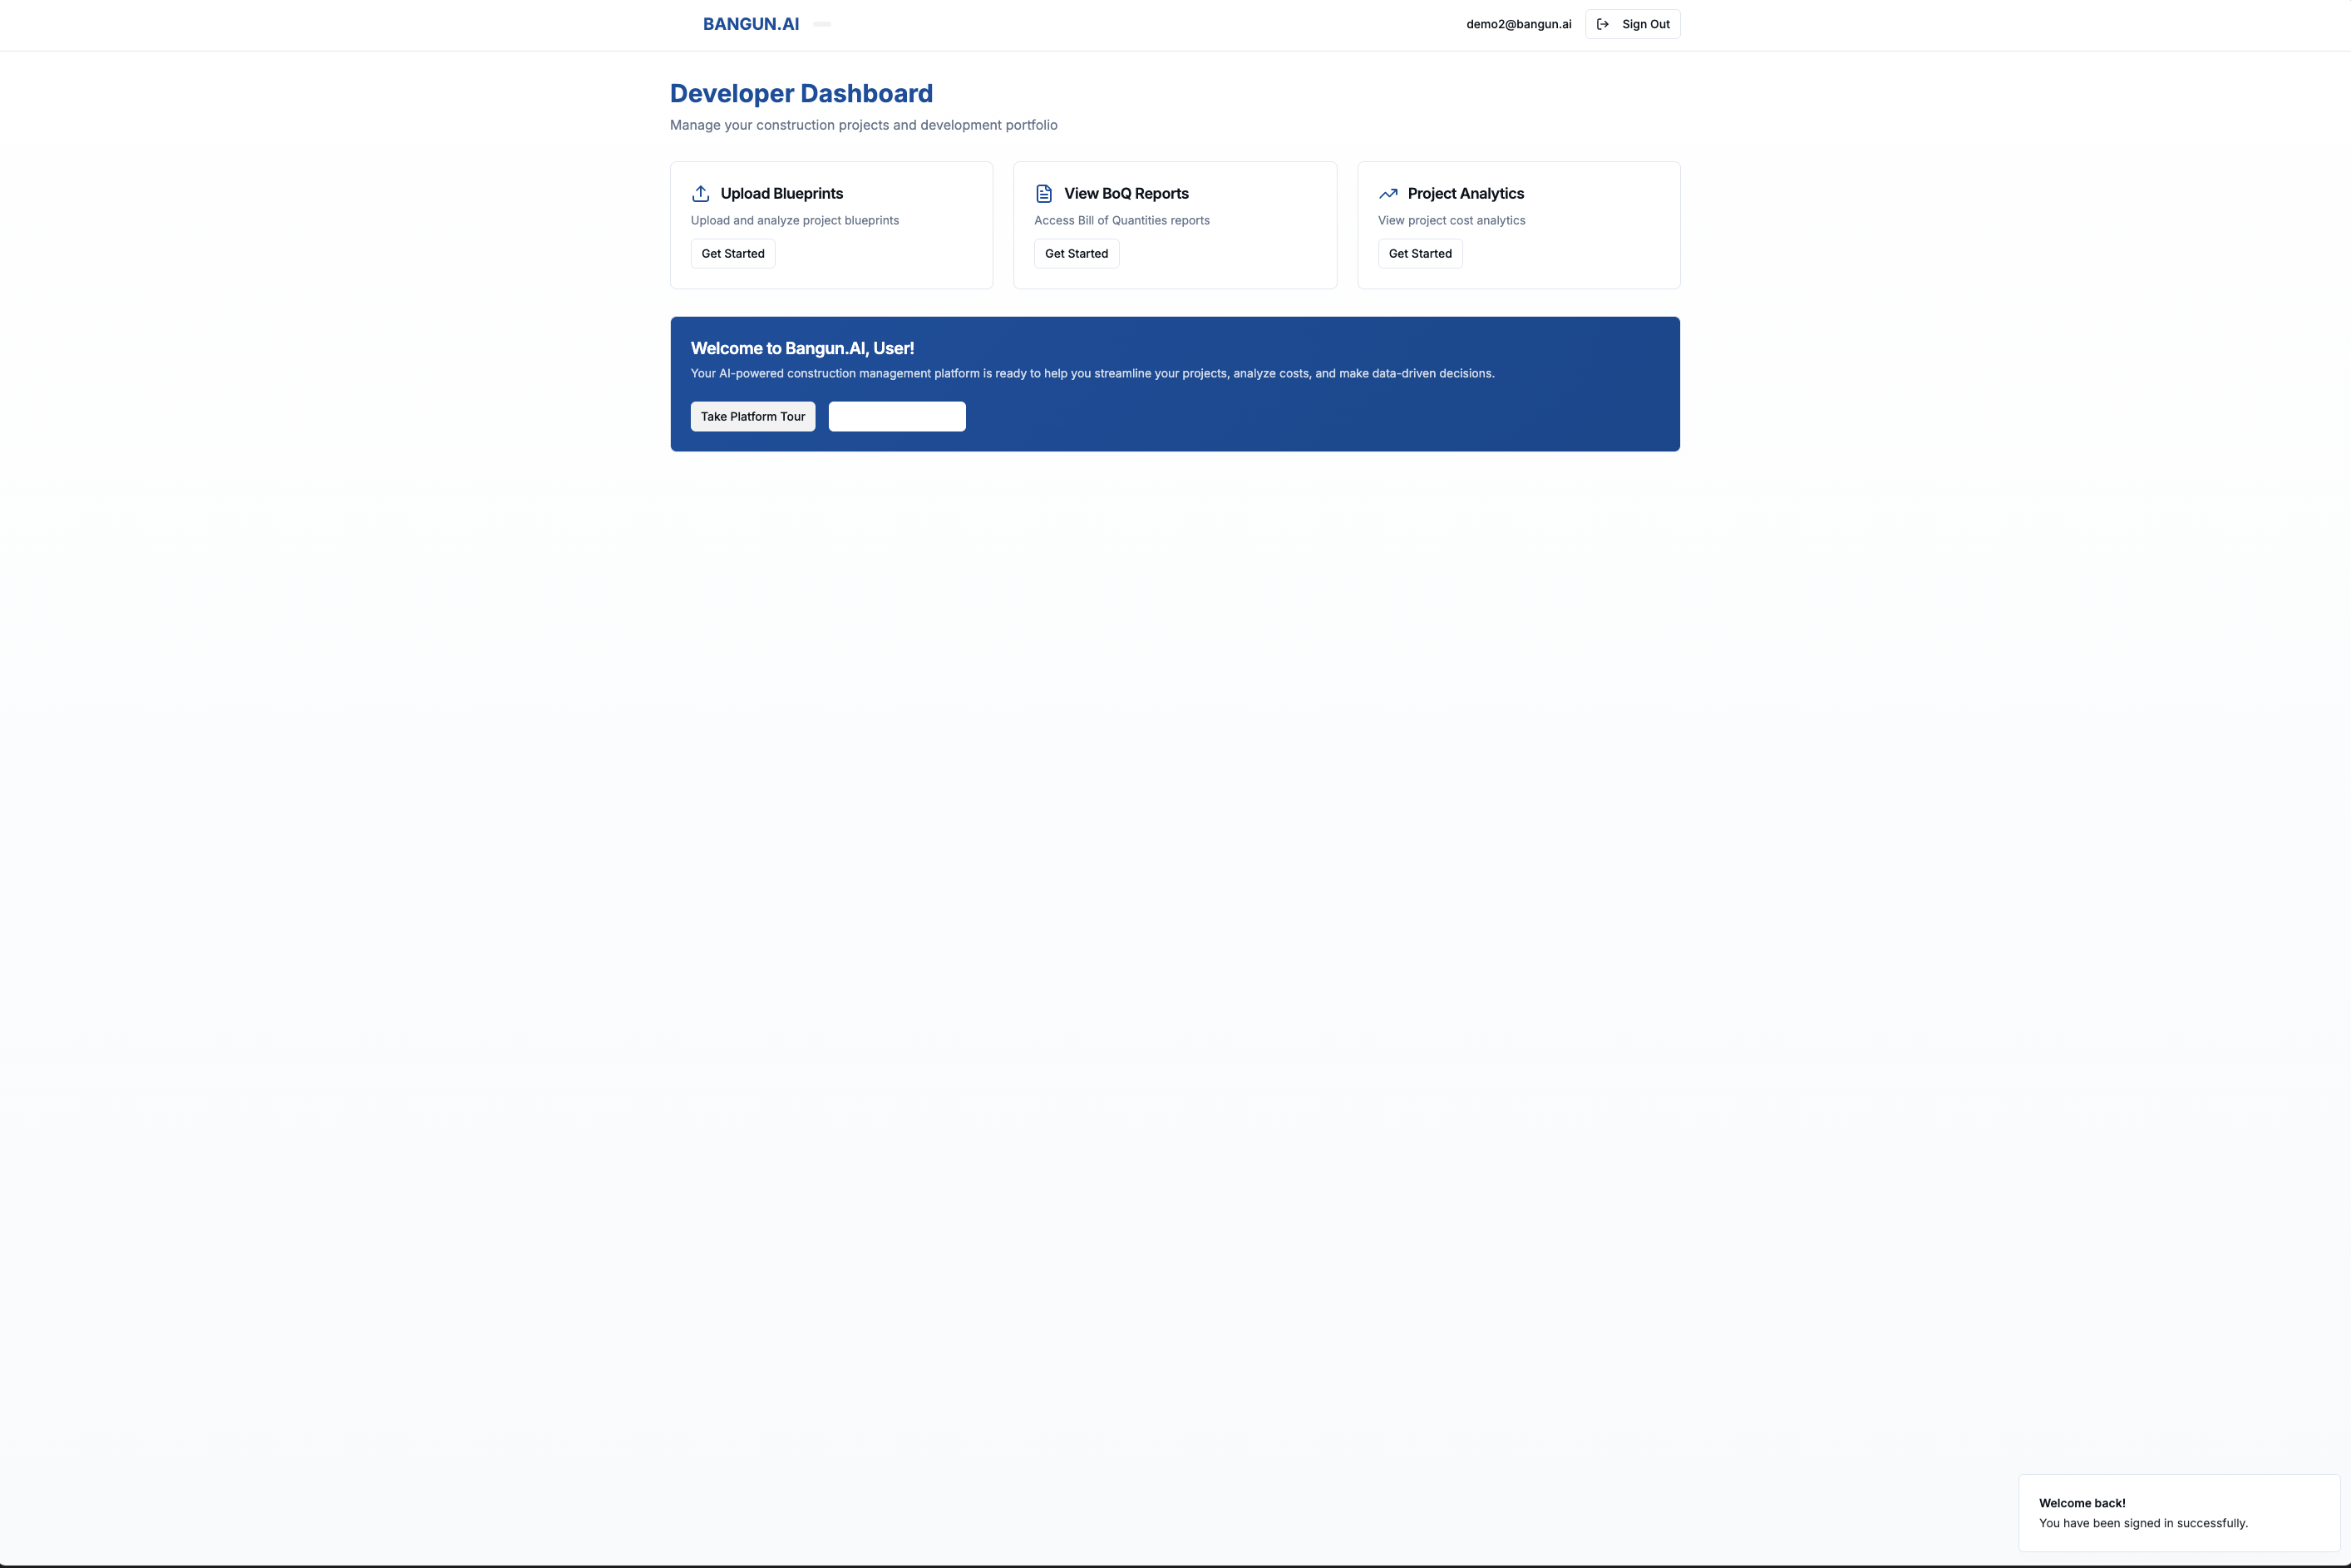 BANGUN.AI
demo2@bangun.ai
Sign Out
Developer Dashboard
Manage your construction projects and development portfolio
Upload Blueprints
Upload and analyze project blueprints
Get Started
View BoQ Reports
Access Bill of Quantities reports
Get Started
Project Analytics
View project cost analytics
Get Started
Welcome to Bangun.AI, User!
Your AI-powered construction management platform is ready to help you streamline your projects, analyze costs, and make data-driven decisions.
Take Platform Tour
Welcome back!
You have been signed in successfully.